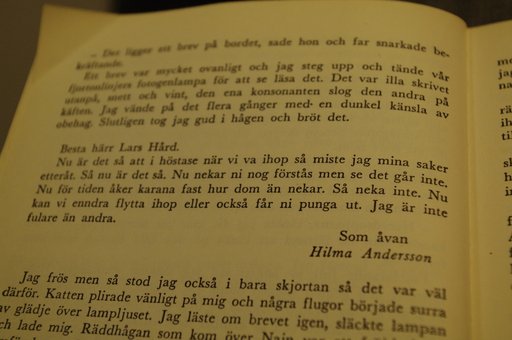 – Det ligger ett brev på bordet, sade hon och far snarkade be-
kräftande.
Ett brev var mycket ovanligt och jag steg upp och tände vår
fjortonlinjers fotogenlampa för att se läsa det. Det var illa skrivet
utanpå, snett och vint, den ena konsonanten slog den andra på
käften. Jag vände på det flera gånger med en dunkel känsla av
obehag. Slutligen tog jag gud i hågen och bröt det.
Besta härr Lars Hård.
Nu är det så att i höstase när vi va ihop så miste jag mina saker
etteråt. Så nu är det så. Nu nekar ni nog förstås men se det går inte.
Nu för tiden åker karana fast hur dom än nekar. Så neka inte. Nu
kan vi enndra flytta ihop eller också får ni punga ut. Jag är inte
fulare än andra.
Som åvan
Hilma Andersson
Jag frös men så stod jag också i bara skjortan så det var väl
därför. Katten plirade vänligt på mig och några flugor började surra
av glädje över lampljuset. Jag läste om brevet igen, släckte lampan
och lade mig. Räddhågan som kom över